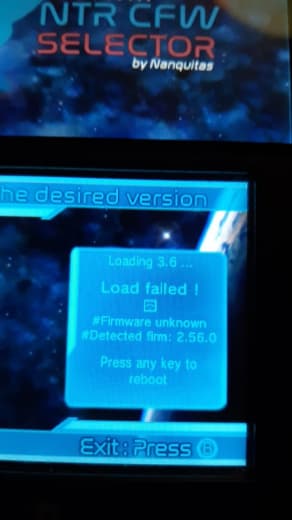 NTR CFW
SELECTOR
by Nanquitas
he desired version
Loading 3.6 ...
Load failed !
#Firmware unknown
#Detected firm: 2.56.0
Press any key to
reboot
Exit : Press B